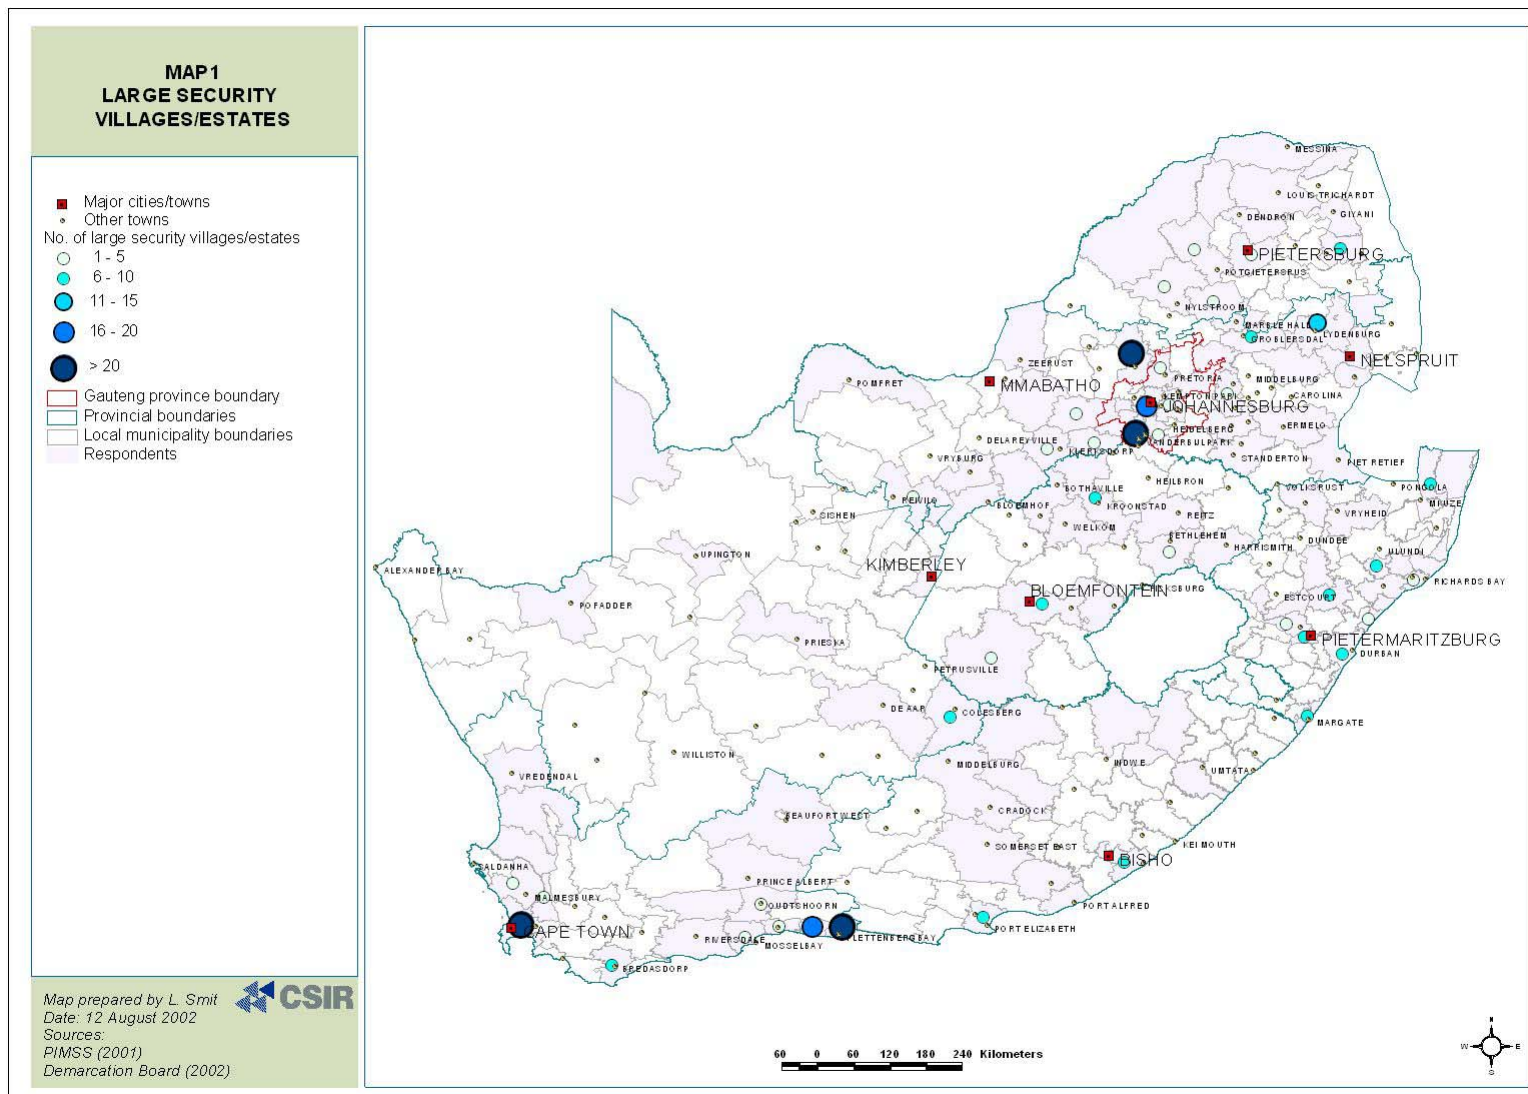 MAP1
LARGE SECURITY
VILLAGES/ESTATES
Major cities/towns
Other towns
No. of large security villages/estates
1 - 5
6 - 10
11 - 15
16 - 20
> 20
Gauteng province boundary
Provincial boundaries
Local municipality boundaries
Respondents
Map prepared by L. Smit
CSIR
Date: 12 August 2002
Sources:
PIMSS (2001)
Demarcation Board (2002)
MESSINA
LOUIS TRICHARDT
DENDRON
GIYANI
PIETERSBURG
POTGIETERSRUS
NYLSTROOM
MARBLE HALL
LYDENBURG
GROBLERSDAL
NELSPRUIT
ZEERUST
POMFRET
MMABATHO
PRETORIA
MIDDELBURG
KEMPTON PARK
CAROLINA
JOHANNESBURG
HEIDELBERG
ERMELO
DELAREYVILLE
ANDERBIJLPARK
KLERKSDORP
VRYBURG
STANDERTON
PIET RETIEF
HEILBRON
BOTHAVILLE
VOLKSRUST
PONGOLA
REIVILO
BLOEMHOF
KROONSTAD
MKUZE
SISHEN
REITZ
VRYHEID
WELKOM
BETHLEHEM
DUNDEE
HARRISMITH
ULUNDI
UPINGTON
KIMBERLEY
ALEXANDER BAY
RICHARDS BAY
BLOEMFONTEIN
POFADDER
ESTCOURT
PRIESKA
PIETERMARITZBURG
DURBAN
PETRUSVILLE
DE AAR
COLESBERG
MARGATE
WILLISTON
MIDDELBURG
INDWE
UMTATA
VREDENDAL
BEAUFORT WEST
CRADOCK
SOMERSET EAST
KEI MOUTH
BISHO
SALDANHA
PRINCE ALBERT
MALMESBURY
OUDTSHOORN
PORT ALFRED
CAPE TOWN
PORT ELIZABETH
RIVERSDALE
LETTENBERG BAY
MOSSELBAY
BREDASDORP
60 0 60 120 180 240 Kilometers
N
W E
S